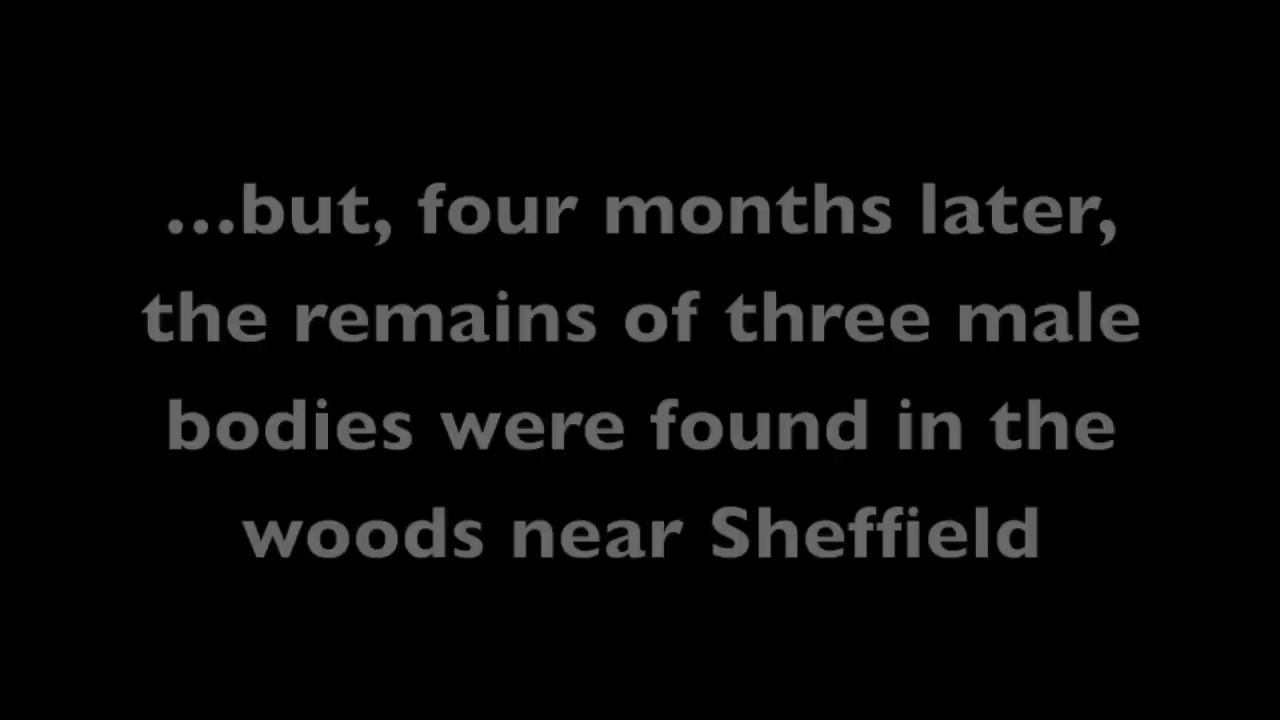 ...but, four months later,
the remains of three male
bodies were found in the
woods near Sheffield